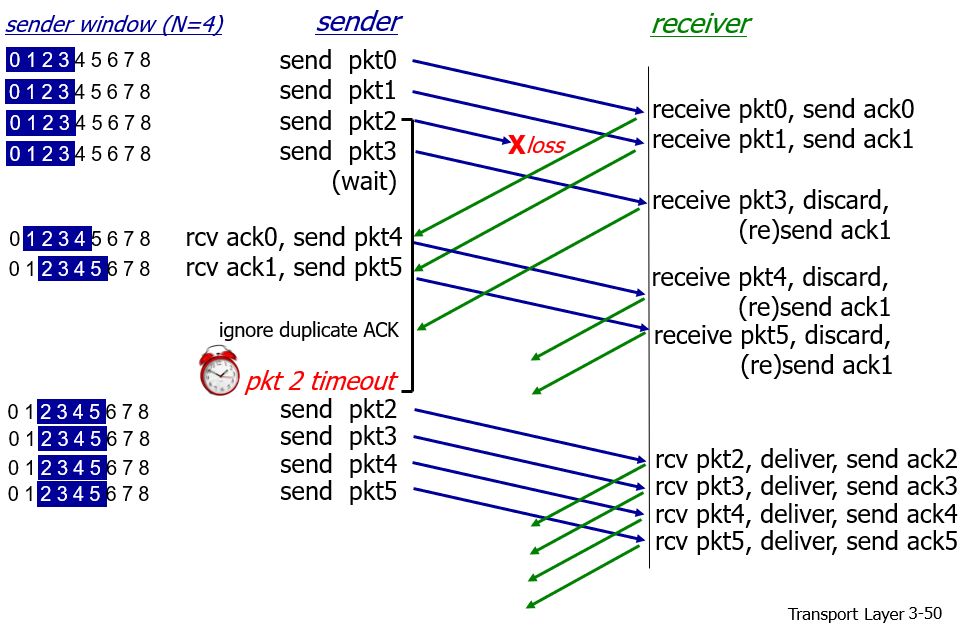 sender window (N=4) sender receiver
0 1 2 3 4 5 6 7 8 send pkt0
0 1 2 3 4 5 6 7 8 send pkt1
0 1 2 3 4 5 6 7 8 send pkt2
0 1 2 3 4 5 6 7 8 send pkt3
(wait)
X loss
receive pkt0, send ack0
receive pkt1, send ack1
receive pkt3, discard,
(re)send ack1
0 1 2 3 4 5 6 7 8 rcv ack0, send pkt4
0 1 2 3 4 5 6 7 8 rcv ack1, send pkt5
receive pkt4, discard,
(re)send ack1
receive pkt5, discard,
(re)send ack1
ignore duplicate ACK
pkt 2 timeout
0 1 2 3 4 5 6 7 8 send pkt2
0 1 2 3 4 5 6 7 8 send pkt3
0 1 2 3 4 5 6 7 8 send pkt4
0 1 2 3 4 5 6 7 8 send pkt5
rcv pkt2, deliver, send ack2
rcv pkt3, deliver, send ack3
rcv pkt4, deliver, send ack4
rcv pkt5, deliver, send ack5
Transport Layer 3-50